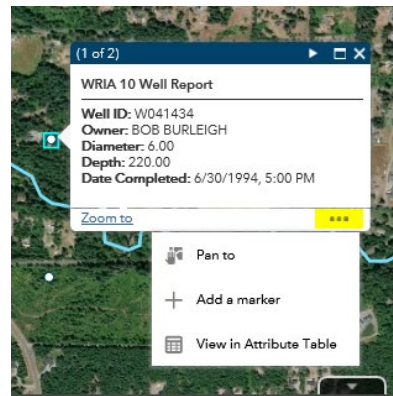 (1 of 2)
WRIA 10 Well Report
Well ID: W041434
Owner: BOB BURLEIGH
Diameter: 6.00
Depth: 220.00
Date Completed: 6/30/1994, 5:00 PM
Zoom to
Pan to
Add a marker
View in Attribute Table